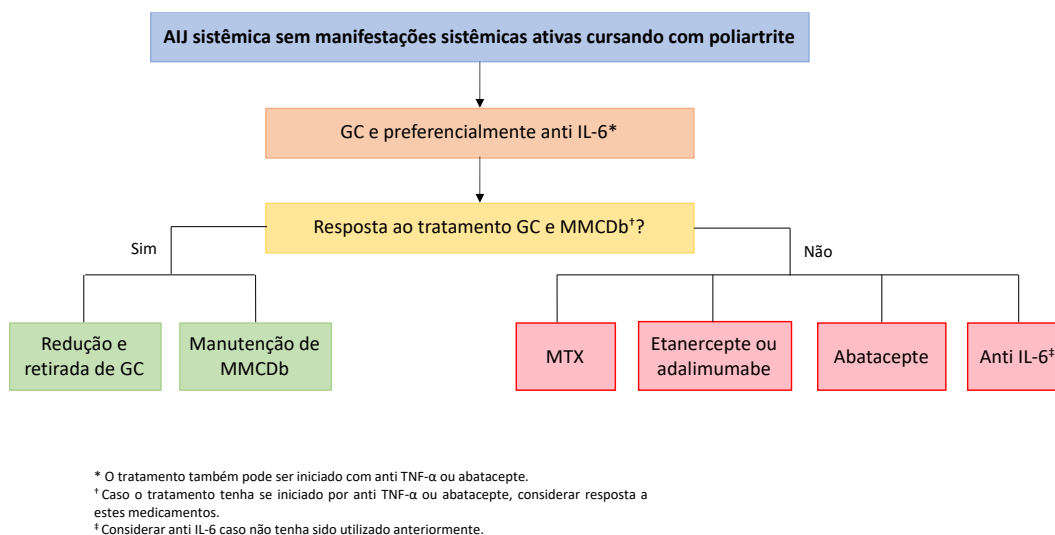 AIJ sistêmica sem manifestações sistêmicas ativas cursando com poliartrite
GC e preferencialmente anti IL-6*
Resposta ao tratamento GC e MMCDb†?
Sim
Não
Redução e
retirada de GC
Manutenção de
MMCDb
MTX
Etanercepte ou
adalimumabe
Abatacepte
Anti IL-6‡
* O tratamento também pode ser iniciado com anti TNF-α ou abatacepte.
† Caso o tratamento tenha se iniciado por anti TNF-α ou abatacepte, considerar resposta a
estes medicamentos.
‡ Considerar anti IL-6 caso não tenha sido utilizado anteriormente.